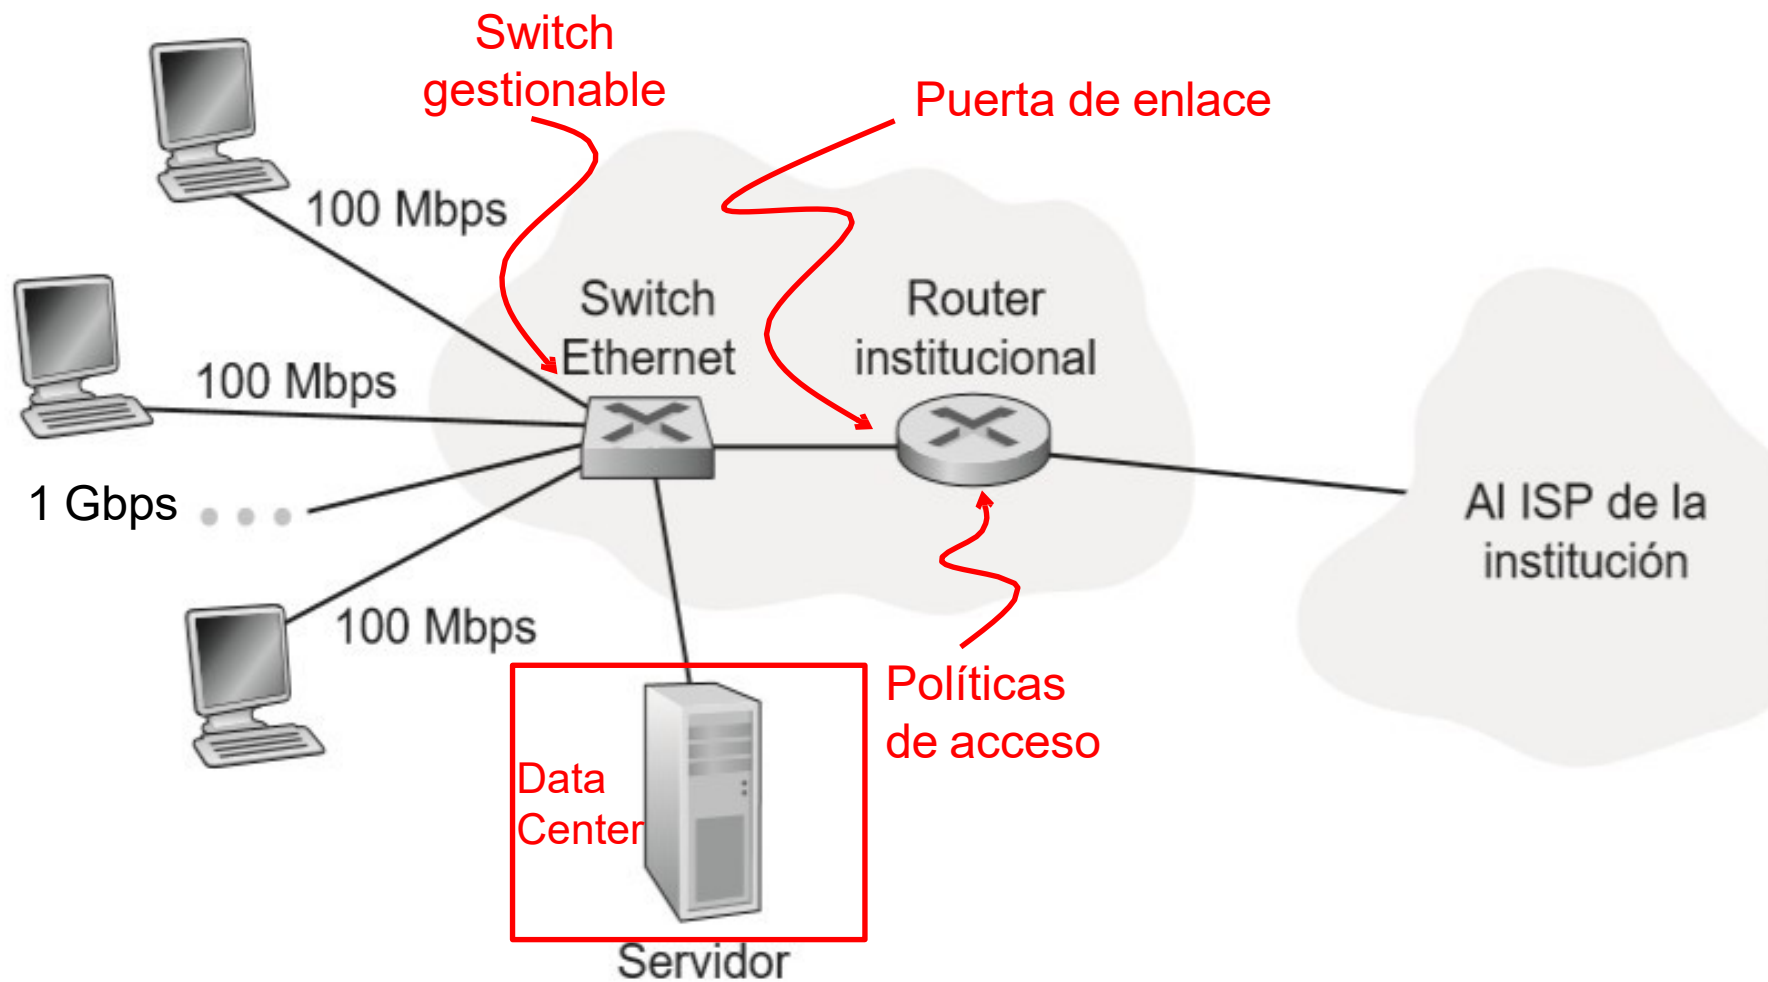 Switch
gestionable
Puerta de enlace
100 Mbps
Switch
Ethernet
Router
institucional
100 Mbps
1 Gbps
Al ISP de la
institución
100 Mbps
Políticas
de acceso
Data
Center
Servidor